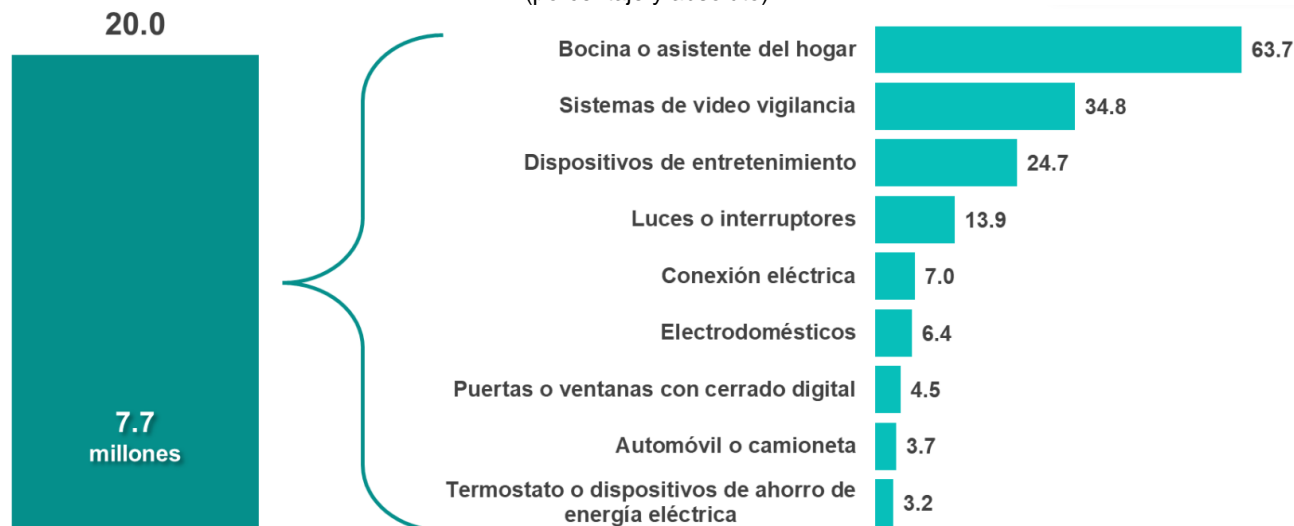 (porcentaje y absoluto)
20.0
7.7
millones
Bocina o asistente del hogar 63.7
Sistemas de video vigilancia 34.8
Dispositivos de entretenimiento 24.7
Luces o interruptores 13.9
Conexión eléctrica 7.0
Electrodomésticos 6.4
Puertas o ventanas con cerrado digital 4.5
Automóvil o camioneta 3.7
Termostato o dispositivos de ahorro de
energía eléctrica 3.2